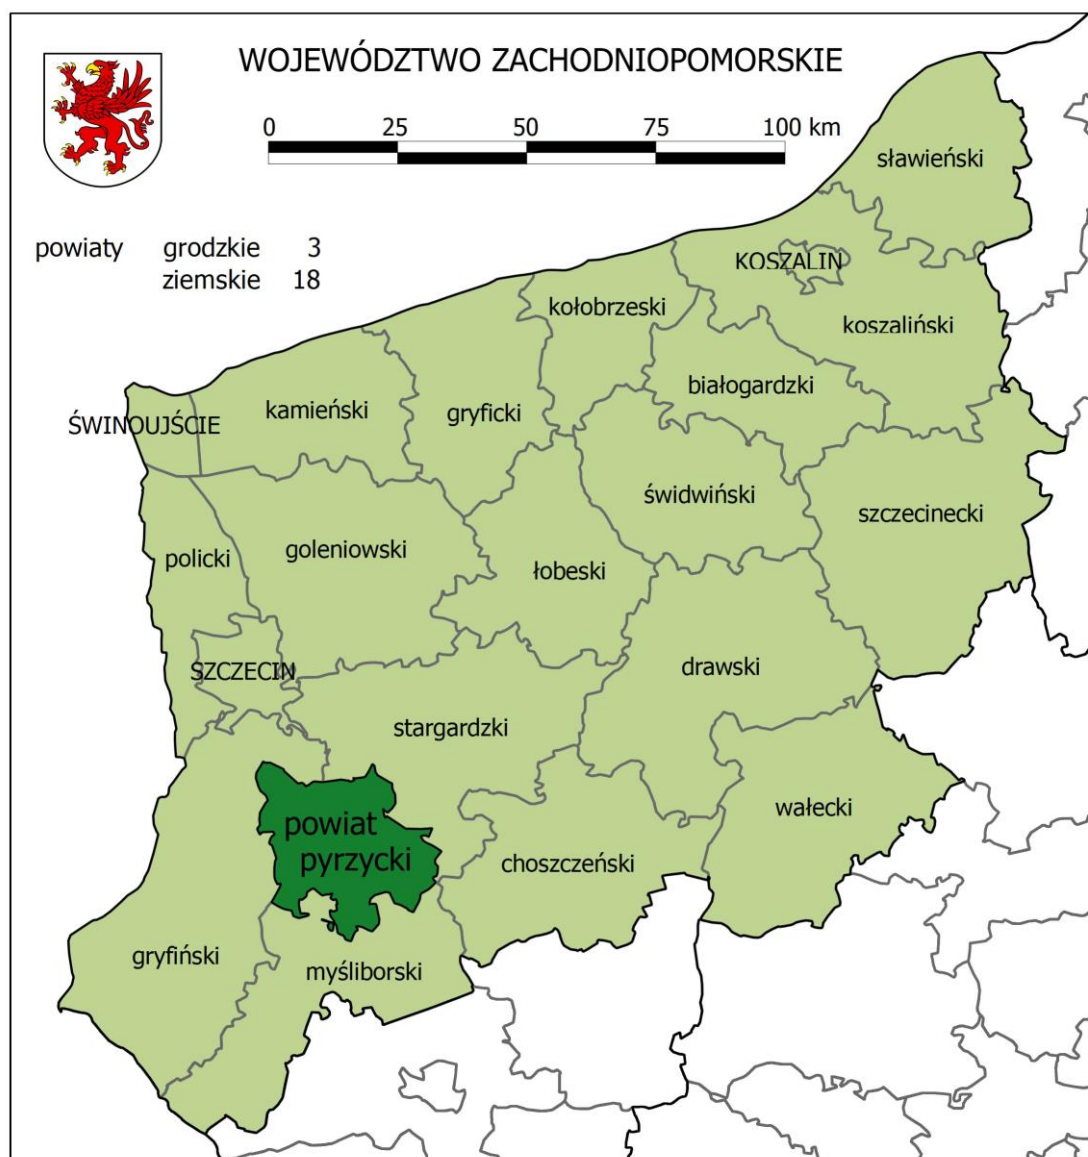 WOJEWÓDZTWO ZACHODNIOPOMORSKIE
0 25 50 75 100 km
powiaty grodzkie 3
ziemskie 18
sławieński
KOSZALIN
kołobrzeski
koszaliński
białogardzki
kamieński
gryficki
ŚWINOUJŚCIE
świdwiński
szczecinecki
policki
goleniowski
łobeski
SZCZECIN
drawski
stargardzki
wałecki
powiat
pyrzycki
choszczeński
gryfiński
myśliborski